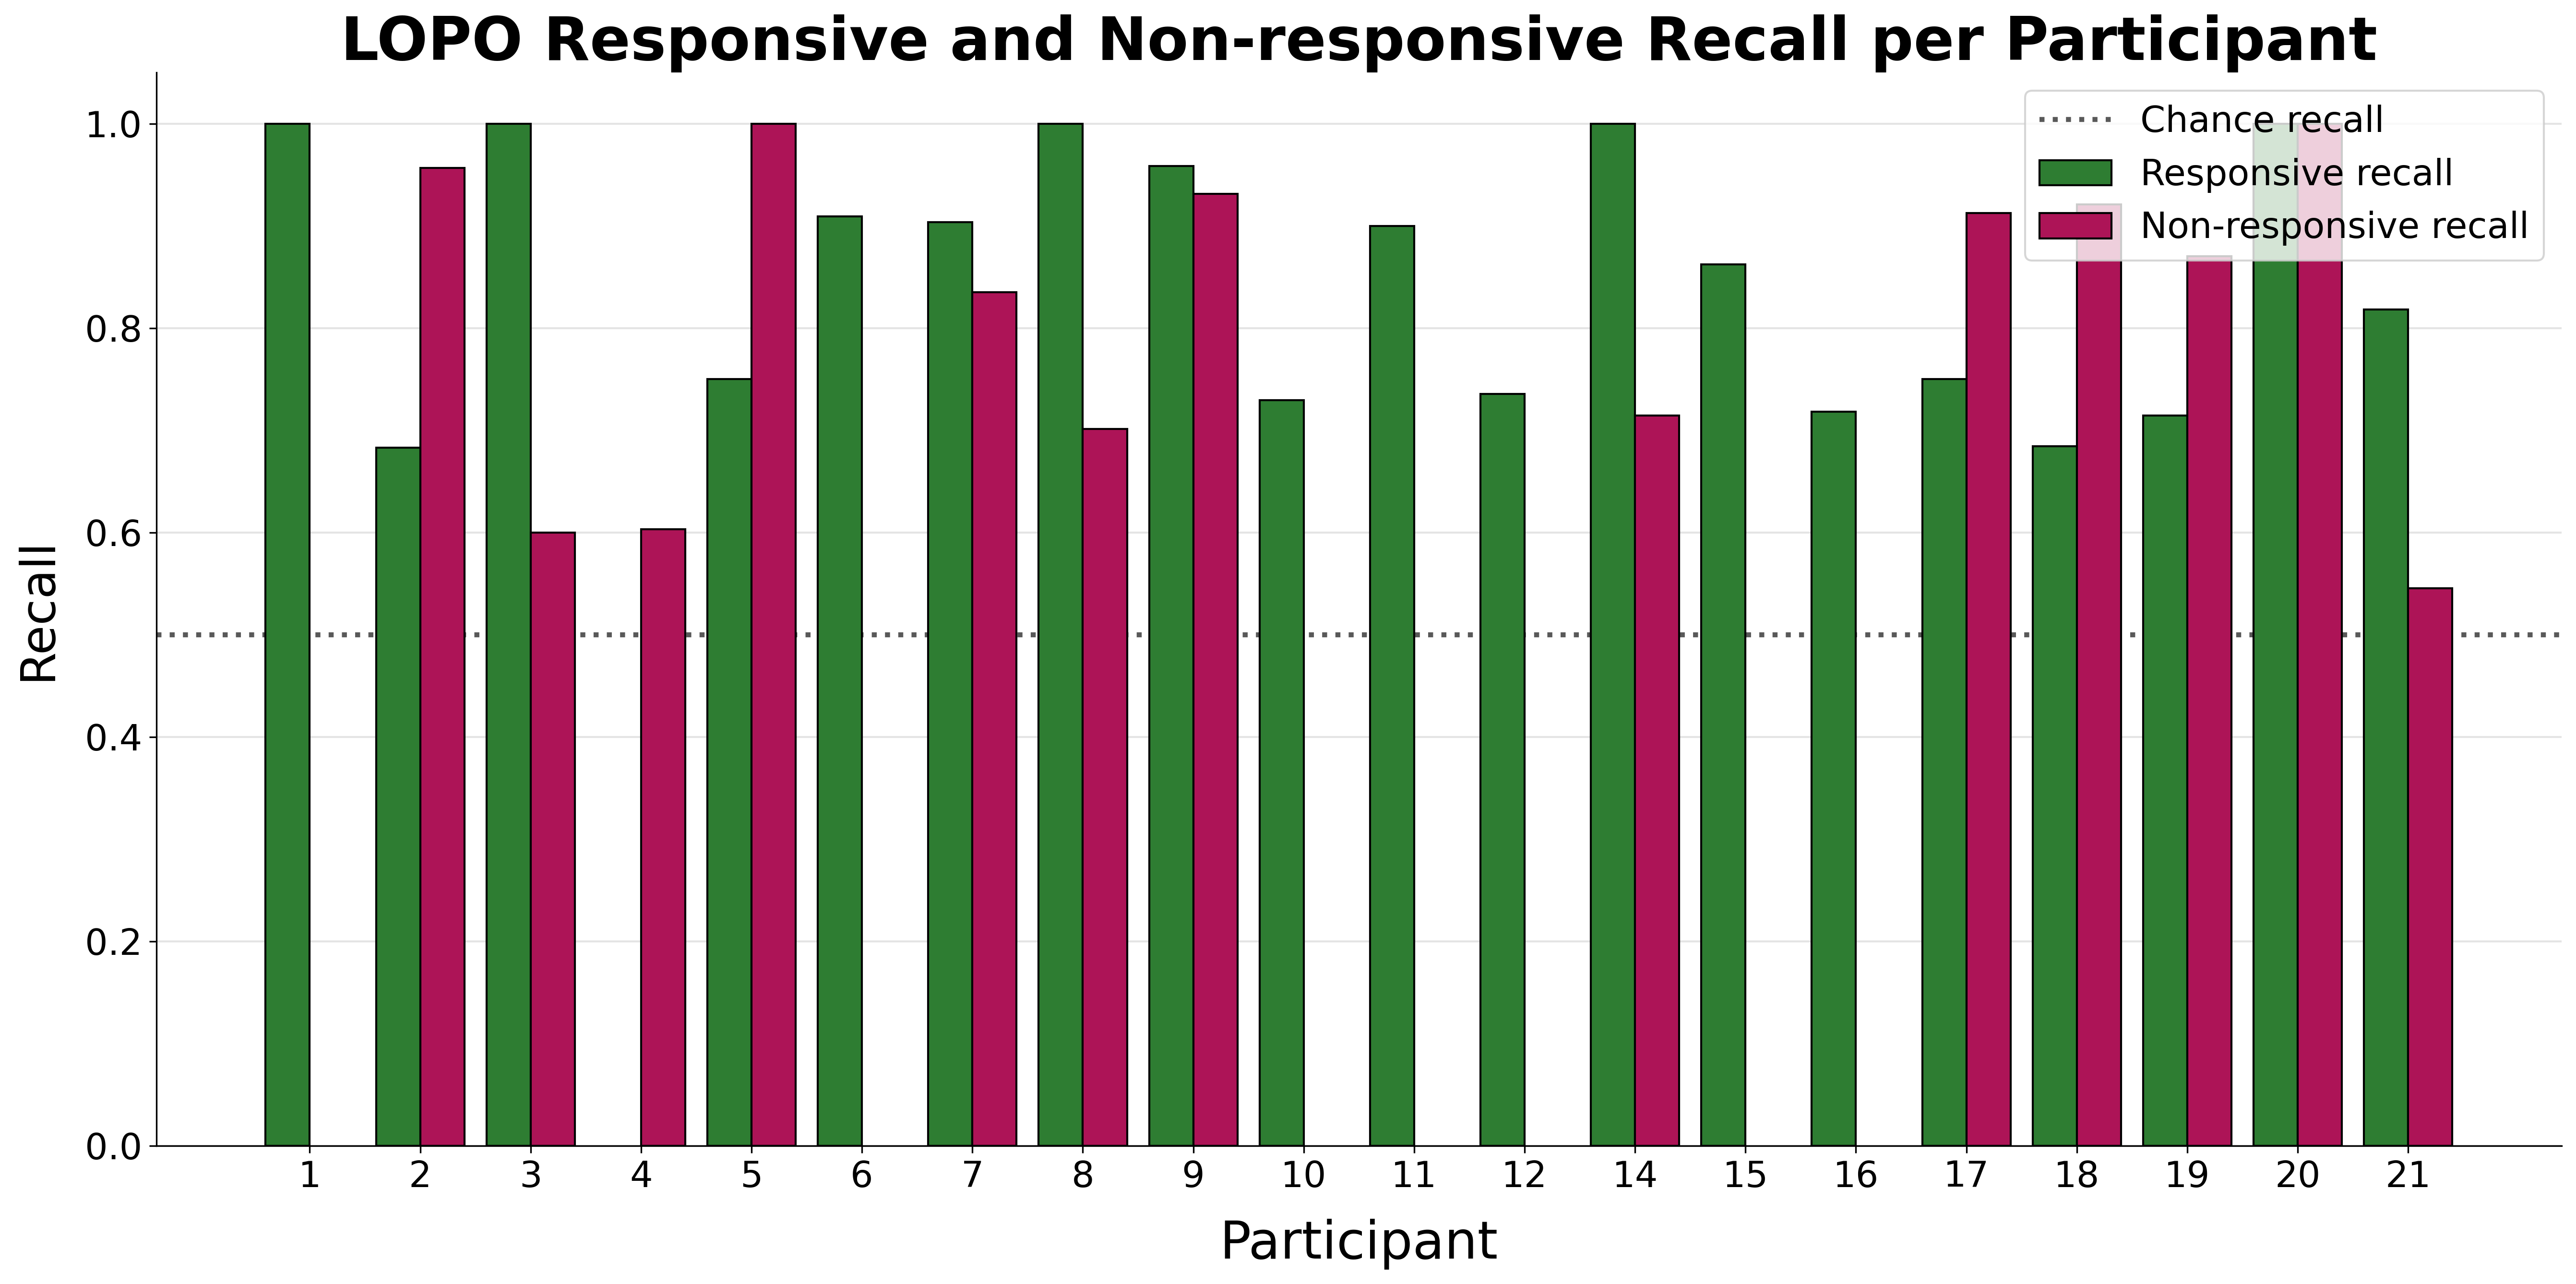 LOPO Responsive and Non-responsive Recall per Participant
Chance recall
Responsive recall
Non-responsive recall
1.0
0.8
0.6
0.4
0.2
0.0
Recall
1 2 3 4 5 6 7 8 9 10 11 12 14 15 16 17 18 19 20 21
Participant